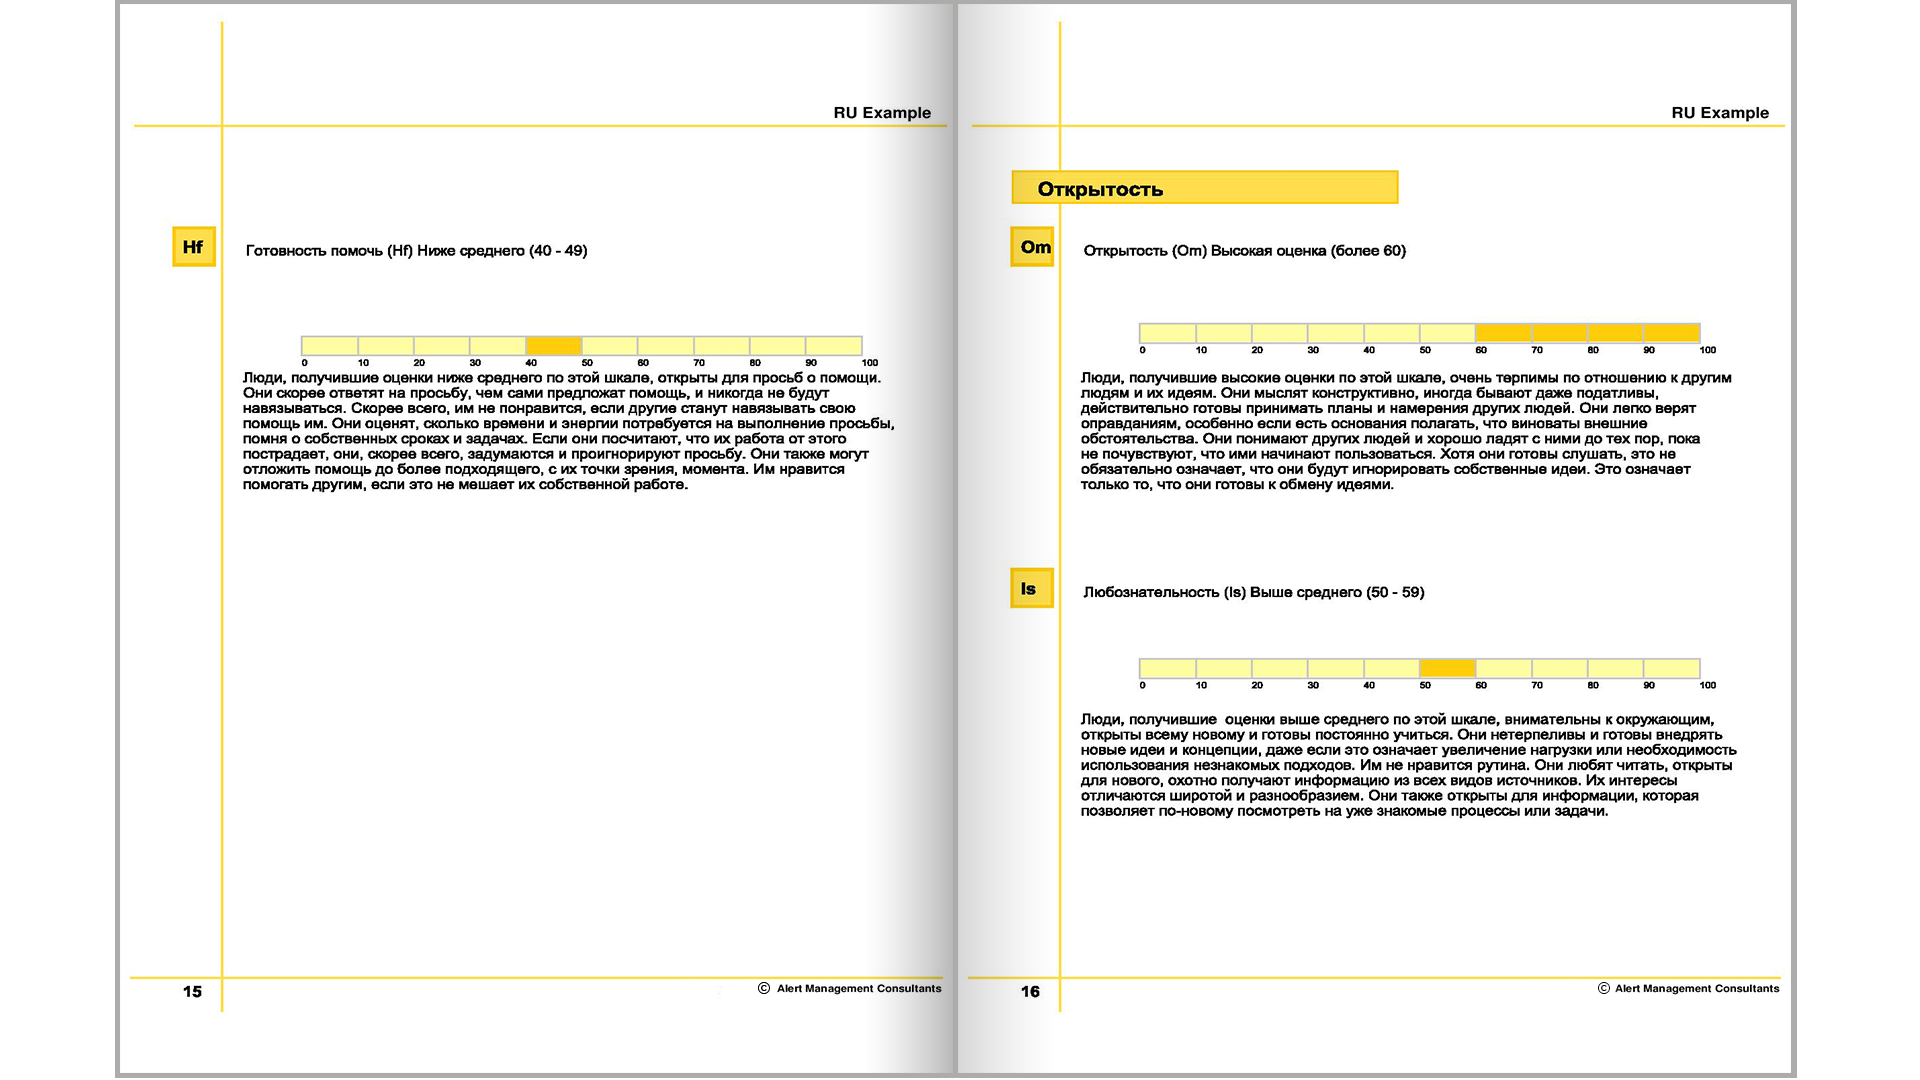 RU Example
Hf
Готовность помочь (Hf) Ниже среднего (40 - 49)
0 10 20 30 40 50 60 70 80 90 100
Люди, получившие оценки ниже среднего по этой шкале, открыты для просьб о помощи.
Они скорее ответят на просьбу, чем сами предложат помощь, и никогда не будут
навязываться. Скорее всего, им не понравится, если другие станут навязывать свою
помощь им. Они оценят, сколько времени и энергии потребуется на выполнение просьбы,
помня о собственных сроках и задачах. Если они посчитают, что их работа от этого
пострадает, они, скорее всего, задумаются и проигнорируют просьбу. Они также могут
отложить помощь до более подходящего, с их точки зрения, момента. Им нравится
помогать другим, если это не мешает их собственной работе.
15
© Alert Management Consultants
RU Example
Открытость
Om
Открытость (Om) Высокая оценка (более 60)
0 10 20 30 40 50 60 70 80 90 100
Люди, получившие высокие оценки по этой шкале, очень терпимы по отношению к другим
людям и их идеям. Они мыслят конструктивно, иногда бывают даже податливы,
действительно готовы принимать планы и намерения других людей. Они легко верят
оправданиям, особенно если есть основания полагать, что виноваты внешние
обстоятельства. Они понимают других людей и хорошо ладят с ними до тех пор, пока
не почувствуют, что ими начинают пользоваться. Хотя они готовы слушать, это не
обязательно означает, что они будут игнорировать собственные идеи. Это означает
только то, что они готовы к обмену идеями.
Is
Любознательность (Is) Выше среднего (50 - 59)
0 10 20 30 40 50 60 70 80 90 100
Люди, получившие  оценки выше среднего по этой шкале, внимательны к окружающим,
открыты всему новому и готовы постоянно учиться. Они нетерпеливы и готовы внедрять
новые идеи и концепции, даже если это означает увеличение нагрузки или необходимость
использования незнакомых подходов. Им не нравится рутина. Они любят читать, открыты
для нового, охотно получают информацию из всех видов источников. Их интересы
отличаются широтой и разнообразием. Они также открыты для информации, которая
позволяет по-новому посмотреть на уже знакомые процессы или задачи.
16
© Alert Management Consultants